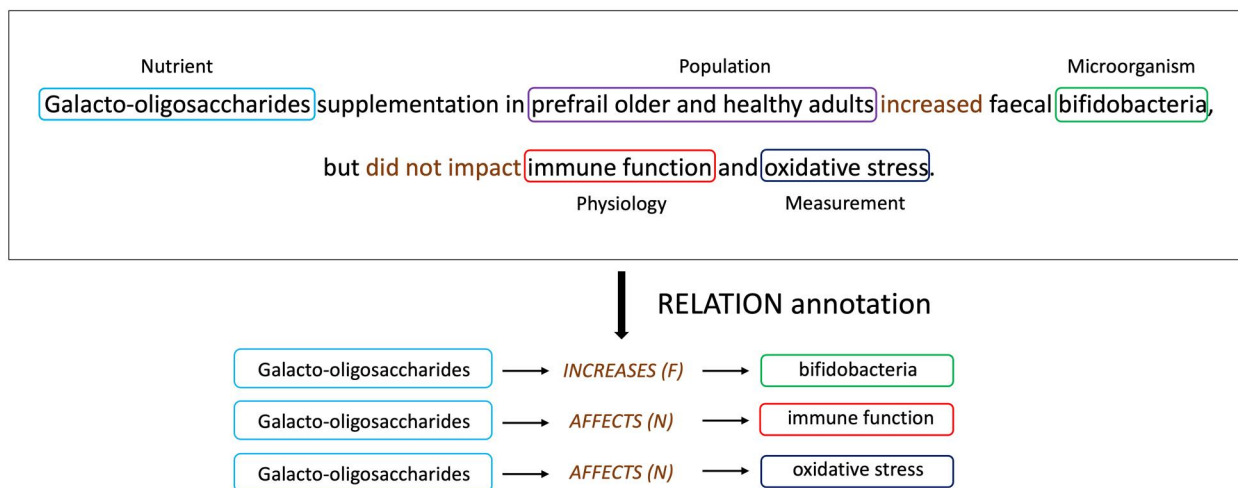 Nutrient Population Microorganism
Galacto-oligosaccharides supplementation in prefrail older and healthy adults increased faecal bifidobacteria,
but did not impact immune function and oxidative stress.
Physiology Measurement
RELATION annotation
Galacto-oligosaccharides INCREASES (F) bifidobacteria
Galacto-oligosaccharides AFFECTS (N) immune function
Galacto-oligosaccharides AFFECTS (N) oxidative stress